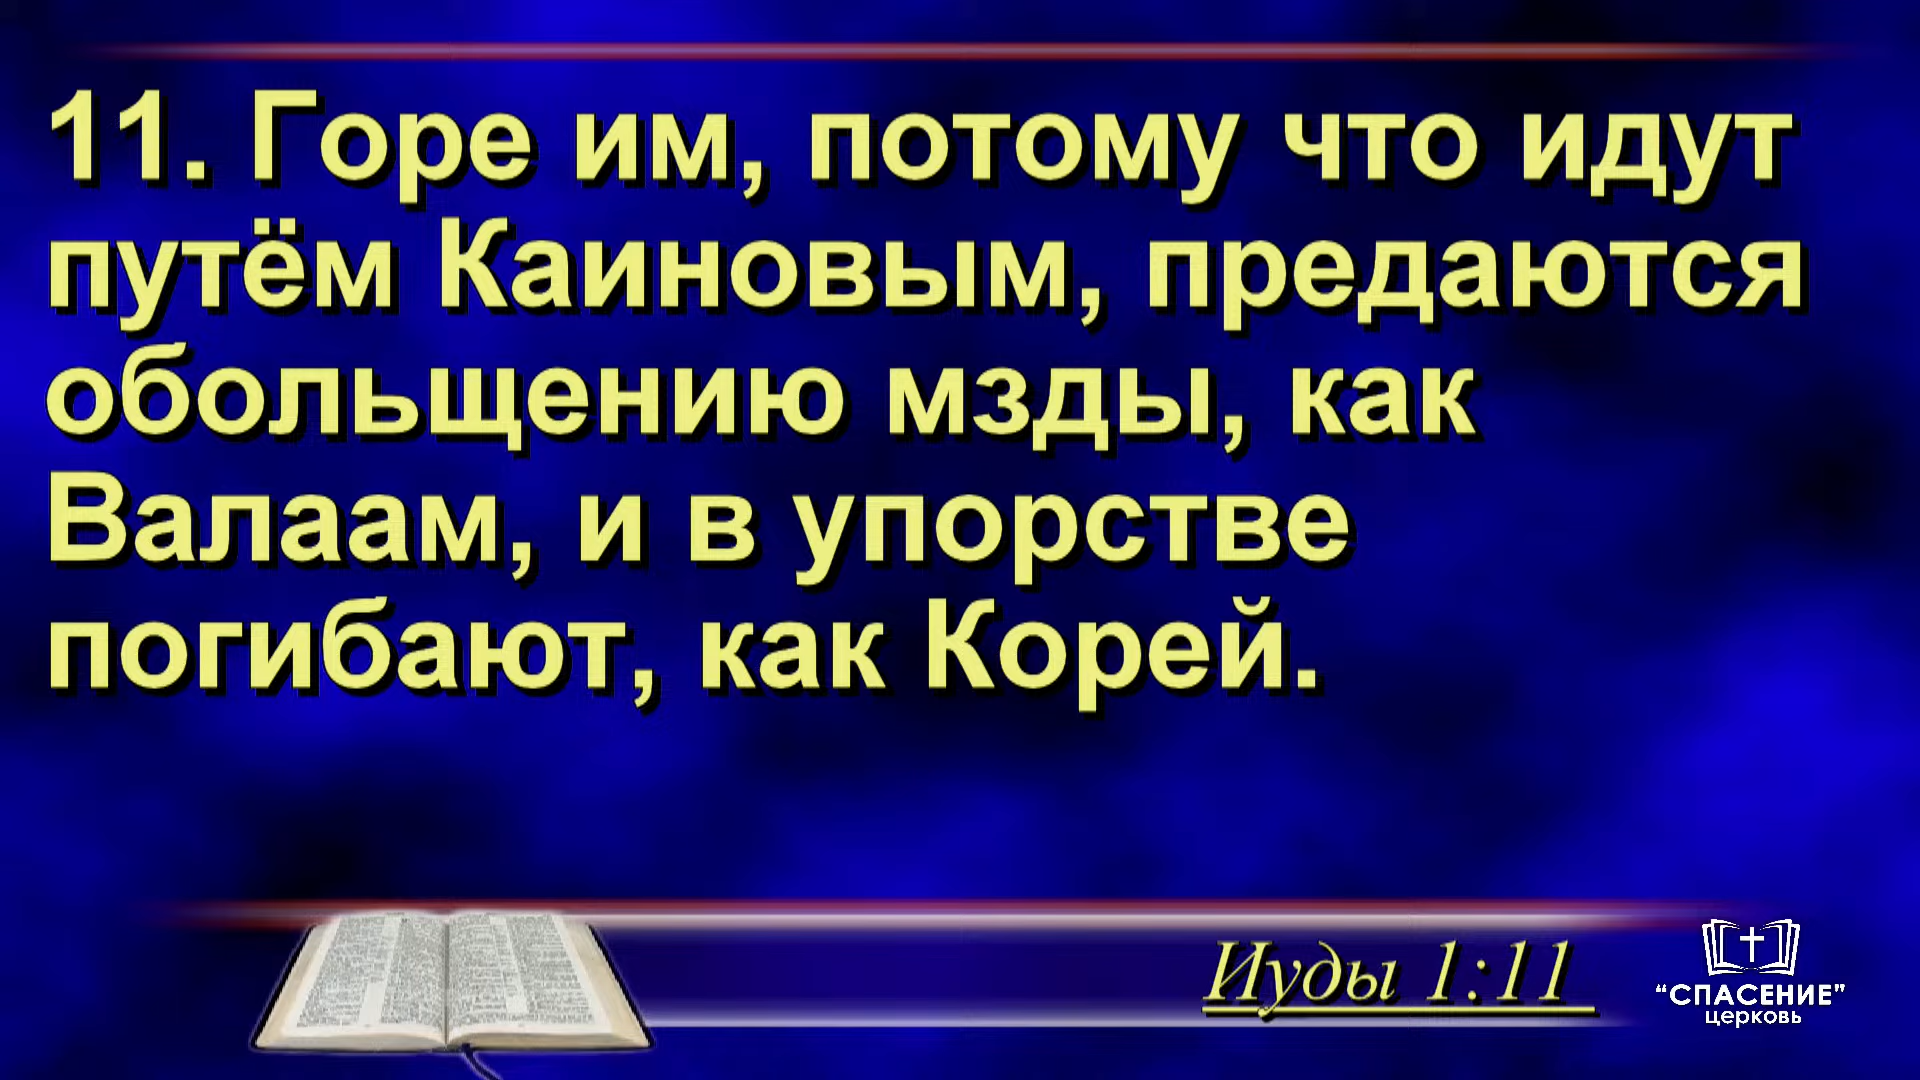 11. Горе им, потому что идут
путём Каиновым, предаются
обольщению мзды, как
Валаам, и в упорстве
погибают, как Корей.
Иуды 1:11
“СПАСЕНИЕ”
церковь